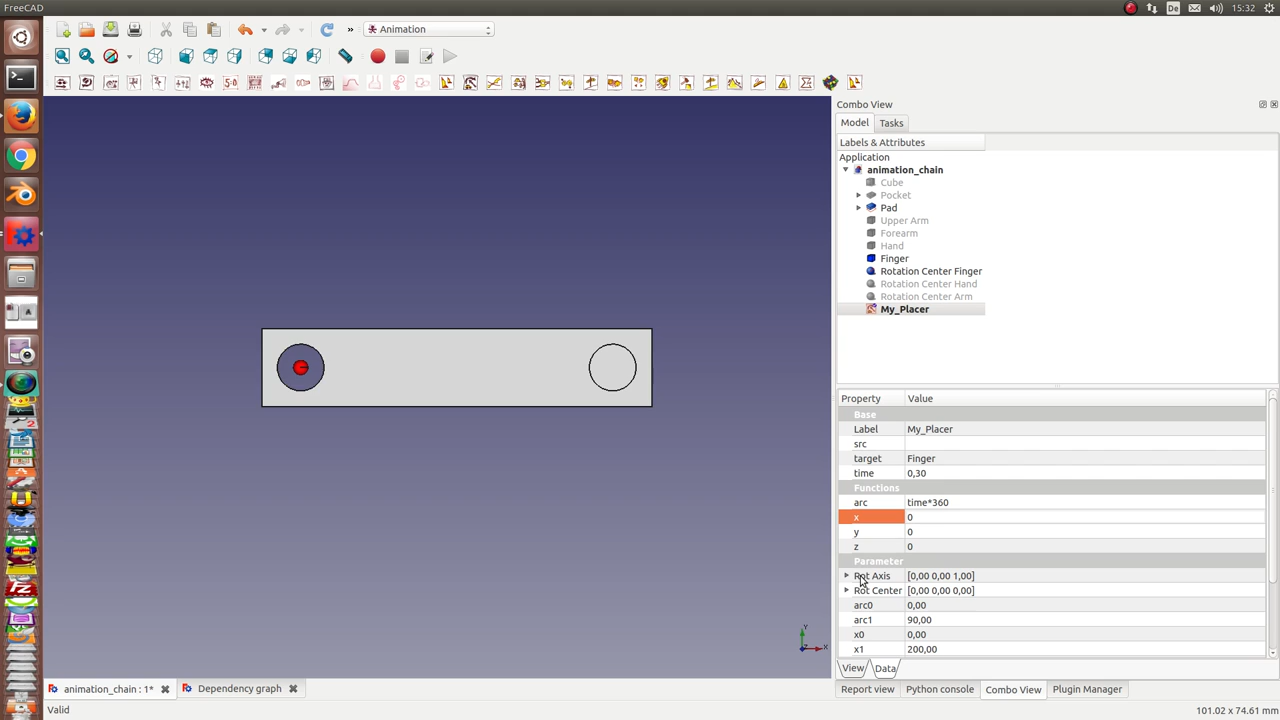 FreeCAD
De
15:32
Animation
Combo View
Model Tasks
Labels & Attributes
Application
animation_chain
Cube
Pocket
Pad
Upper Arm
Forearm
Hand
Finger
Rotation Center Finger
Rotation Center Hand
Rotation Center Arm
My_Placer
Property Value
Base
Label My_Placer
src
target Finger
time 0,30
Functions
arc time*360
x 0
y 0
z 0
Parameter
Rot Axis [0,00 0,00 1,00]
Rot Center [0,00 0,00 0,00]
arc0 0,00
arc1 90,00
x0 0,00
x1 200,00
Y
X
View Data
animation_chain : 1* Dependency graph
Report view Python console Combo View Plugin Manager
Valid
101.02 x 74.61 mm